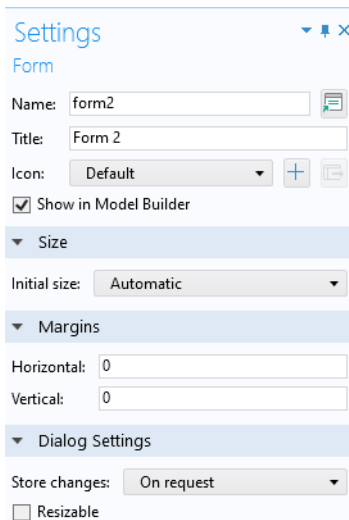 Settings
Form
Name: form2
Title: Form 2
Icon: Default
Show in Model Builder
Size
Initial size: Automatic
Margins
Horizontal: 0
Vertical: 0
Dialog Settings
Store changes: On request
Resizable